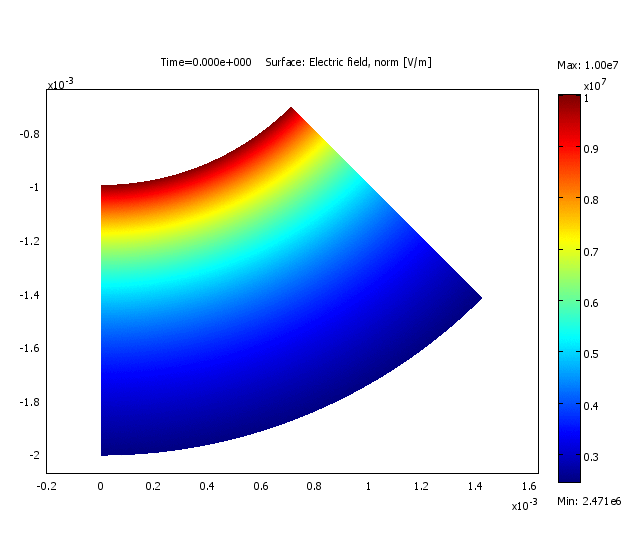 Time=0.000e+000 Surface: Electric field, norm [V/m]
Max: 1.00e7
x10⁻³
x10⁷
1
-0.8
0.9
-1
0.8
-1.2
0.7
-1.4
0.6
-1.6
0.5
-1.8
0.4
-2
0.3
-0.2 0 0.2 0.4 0.6 0.8 1 1.2 1.4 1.6
x10⁻³
Min: 2.471e6